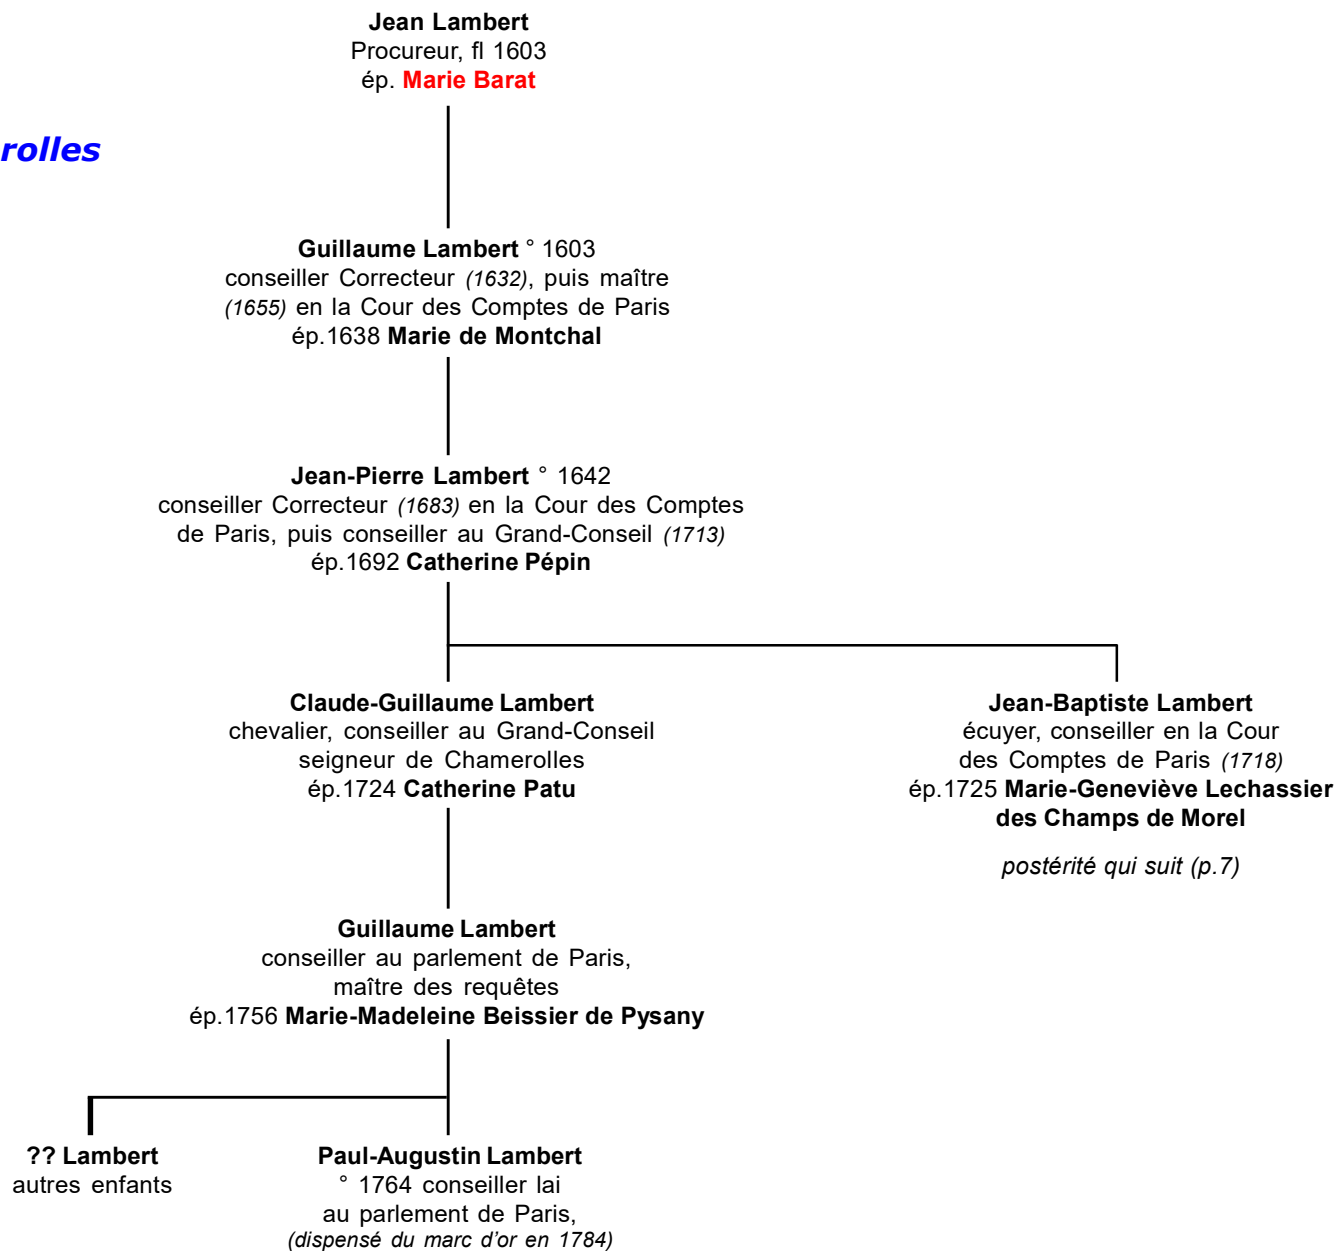 Jean Lambert
Procureur, fl 1603
ép. Marie Barat
rolles
Guillaume Lambert ° 1603
conseiller Correcteur (1632), puis maître
(1655) en la Cour des Comptes de Paris
ép.1638 Marie de Montchal
Jean-Pierre Lambert ° 1642
conseiller Correcteur (1683) en la Cour des Comptes
de Paris, puis conseiller au Grand-Conseil (1713)
ép.1692 Catherine Pépin
Claude-Guillaume Lambert
chevalier, conseiller au Grand-Conseil
seigneur de Chamerolles
ép.1724 Catherine Patu
Jean-Baptiste Lambert
écuyer, conseiller en la Cour
des Comptes de Paris (1718)
ép.1725 Marie-Geneviève Lechassier
des Champs de Morel
postérité qui suit (p.7)
Guillaume Lambert
conseiller au parlement de Paris,
maître des requêtes
ép.1756 Marie-Madeleine Beissier de Pysany
?? Lambert
autres enfants
Paul-Augustin Lambert
° 1764 conseiller lai
au parlement de Paris,
(dispensé du marc d'or en 1784)